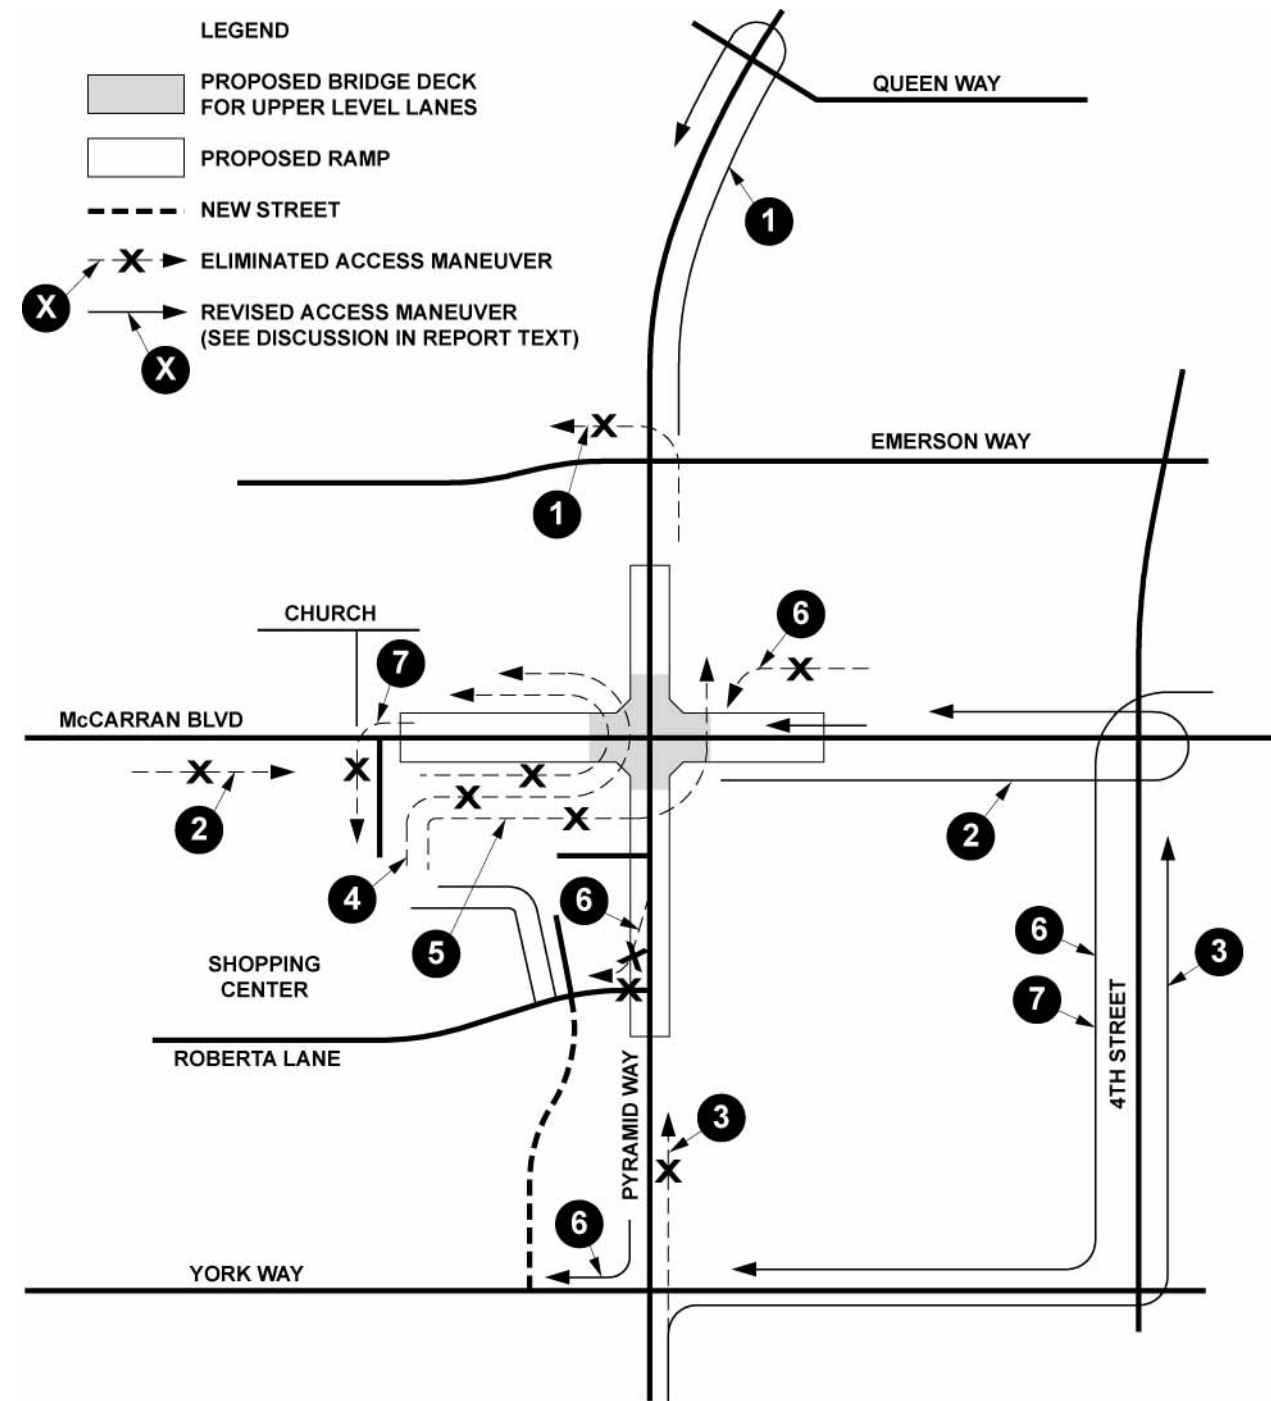 LEGEND
PROPOSED BRIDGE DECK
FOR UPPER LEVEL LANES
PROPOSED RAMP
NEW STREET
X
ELIMINATED ACCESS MANEUVER
X
REVISED ACCESS MANEUVER
(SEE DISCUSSION IN REPORT TEXT)
X
QUEEN WAY
1
X
EMERSON WAY
1
CHURCH
6
7
X
McCARRAN BLVD
X
X
X
2
X
X
2
4
6
5
6
3
X
SHOPPING
CENTER
X
7
ROBERTA LANE
4TH STREET
PYRAMID WAY
3
X
6
YORK WAY